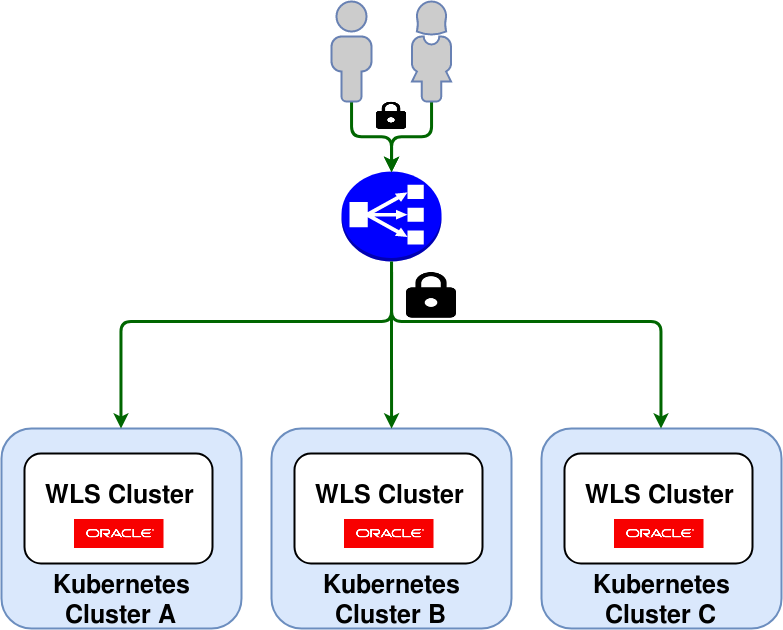 WLS Cluster
ORACLE
Kubernetes
Cluster A
WLS Cluster
ORACLE
Kubernetes
Cluster B
WLS Cluster
ORACLE
Kubernetes
Cluster C